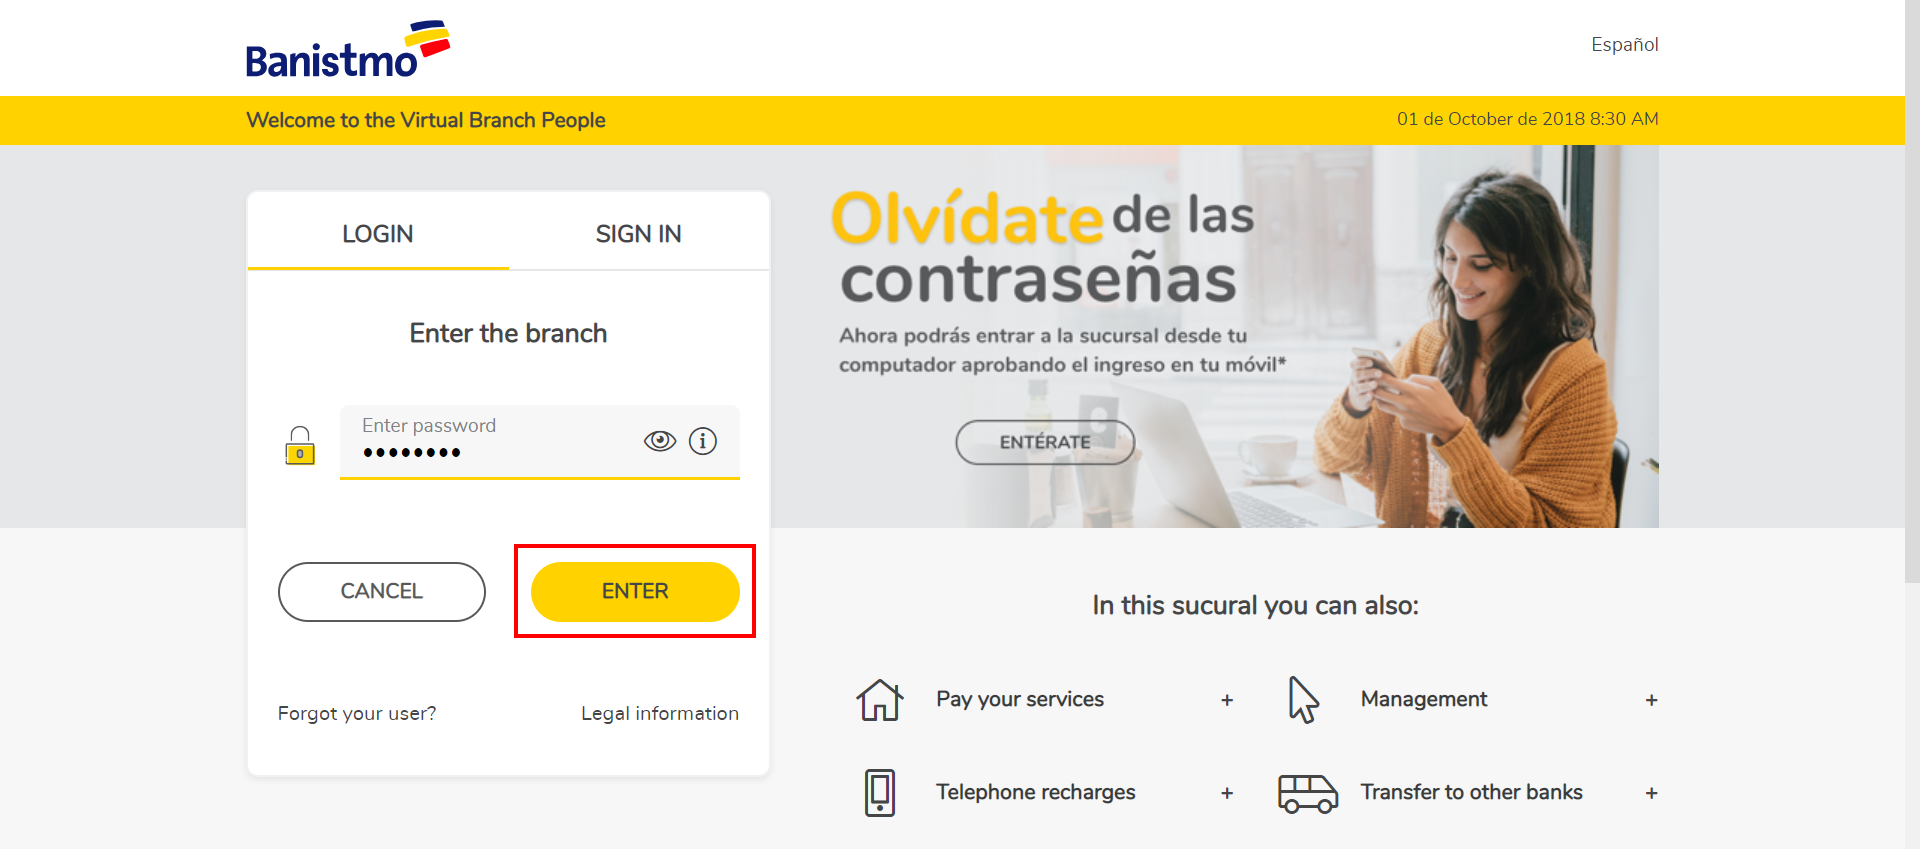 Banistmo
Español
Welcome to the Virtual Branch People
01 de October de 2018 8:30 AM
LOGIN
SIGN IN
Enter the branch
Enter password
••••••••
0
CANCEL
ENTER
Forgot your user?
Legal information
Olvídate de las
contraseñas
Ahora podrás entrar a la sucursal desde tu
computador aprobando el ingreso en tu móvil*
ENTÉRATE
In this sucural you can also:
Pay your services +
Management +
Telephone recharges +
Transfer to other banks +